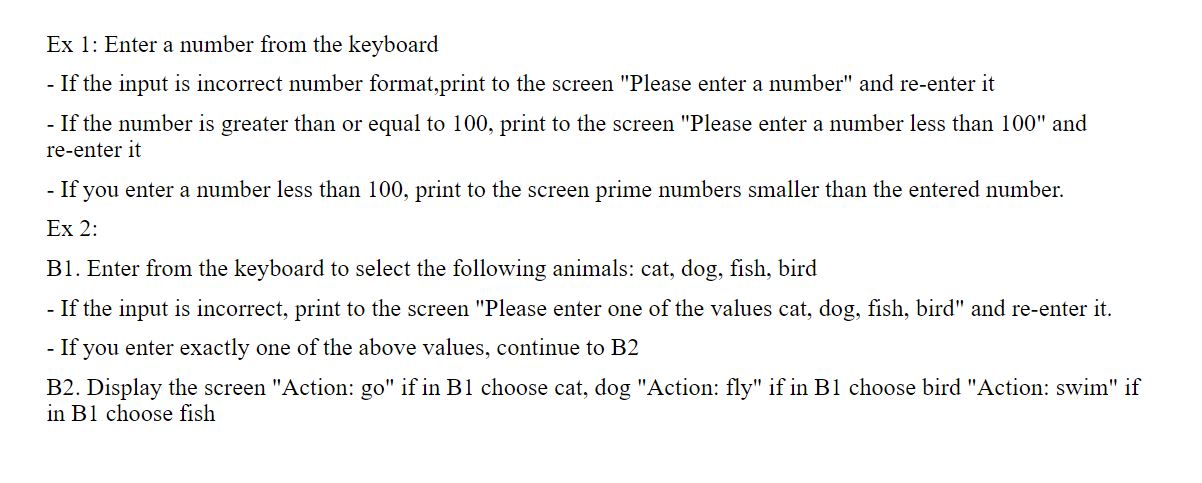 Ex 1: Enter a number from the keyboard
- If the input is incorrect number format,print to the screen "Please enter a number" and re-enter it
- If the number is greater than or equal to 100, print to the screen "Please enter a number less than 100" and
re-enter it
- If you enter a number less than 100, print to the screen prime numbers smaller than the entered number.
Ex 2:
B1. Enter from the keyboard to select the following animals: cat, dog, fish, bird
- If the input is incorrect, print to the screen "Please enter one of the values cat, dog, fish, bird" and re-enter it.
- If you enter exactly one of the above values, continue to B2
B2. Display the screen "Action: go" if in B1 choose cat, dog "Action: fly" if in B1 choose bird "Action: swim" if
in B1 choose fish